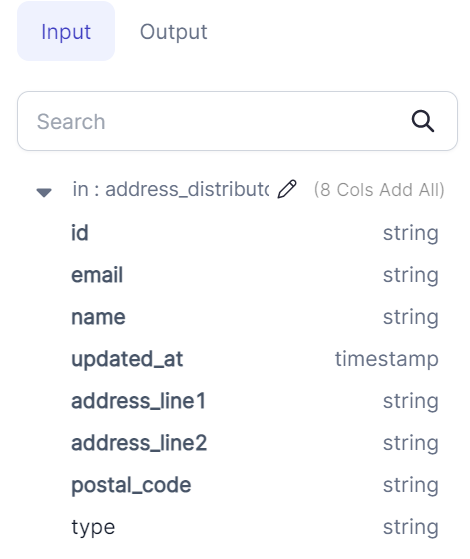 Input Output
Search
in : address_distributo (8 Cols Add All)
id string
email string
name string
updated_at timestamp
address_line1 string
address_line2 string
postal_code string
type string